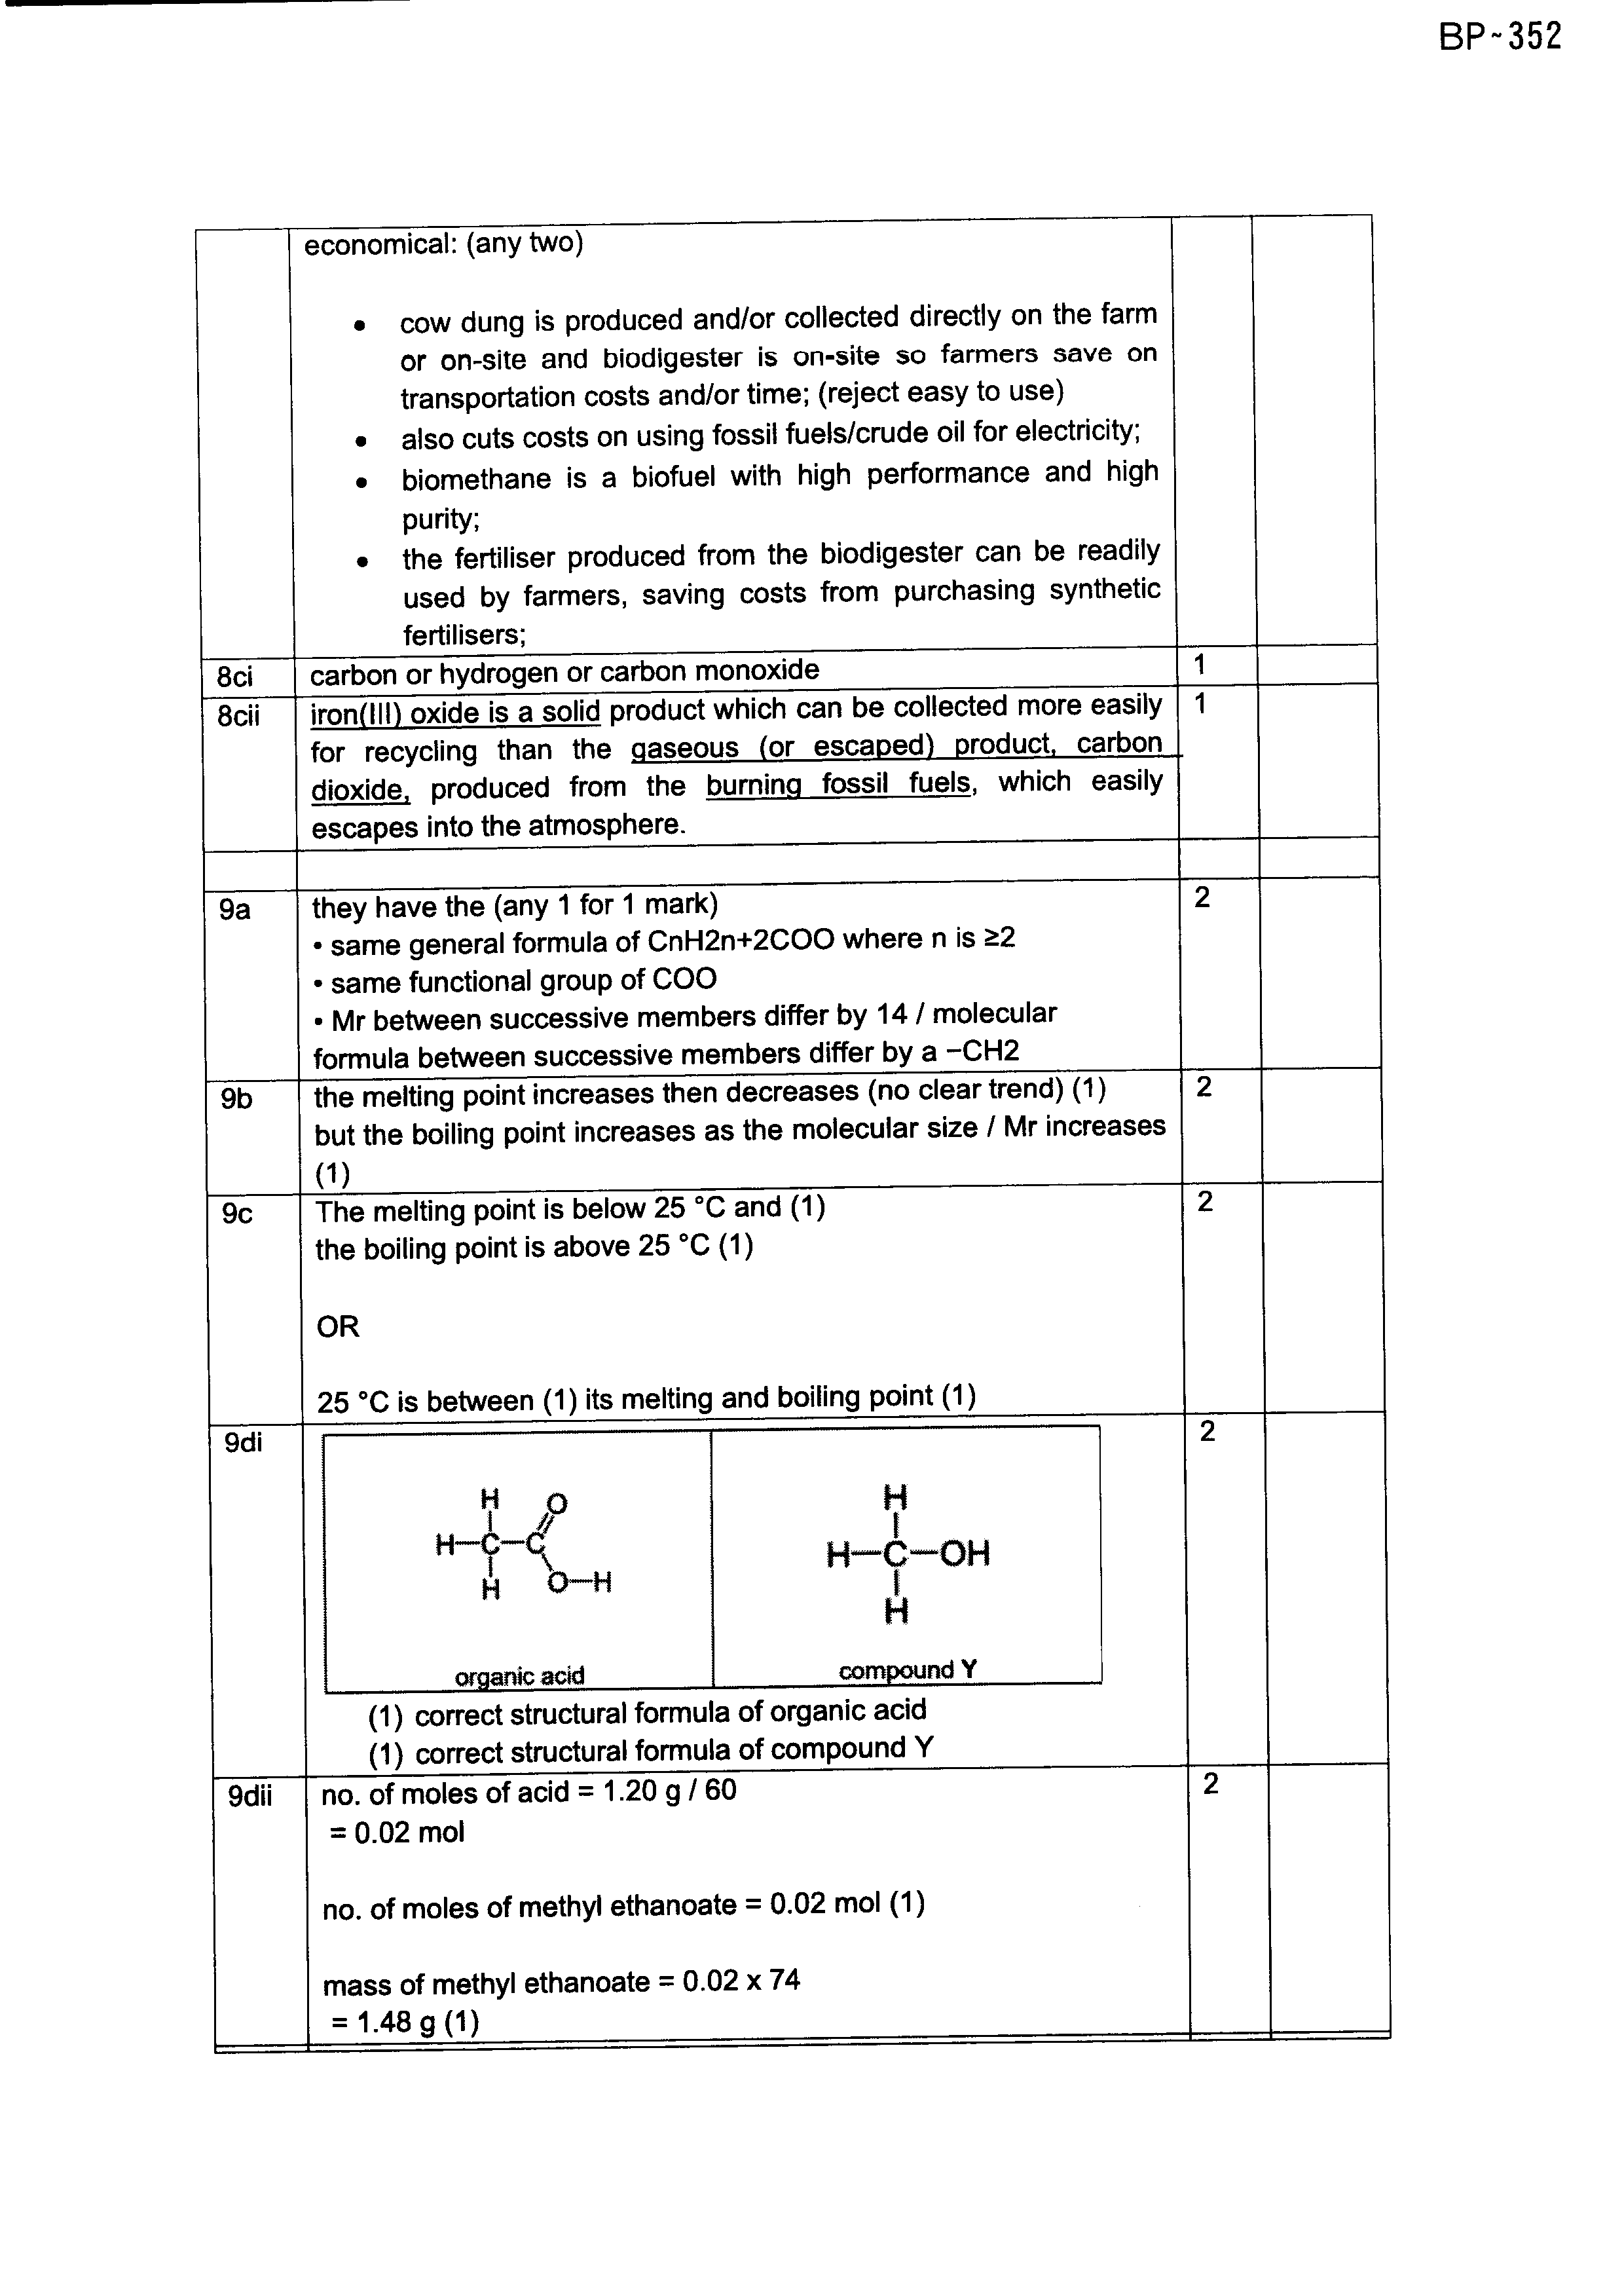 BP~352
economical: (any two)
• cow dung is produced and/or collected directly on the farm
or on-site and biodigester is on-site so farmers save on
transportation costs and/or time; (reject easy to use)
• also cuts costs on using fossil fuels/crude oil for electricity;
• biomethane is a biofuel with high performance and high
purity;
• the fertiliser produced from the biodigester can be readily
used by farmers, saving costs from purchasing synthetic
fertilisers;
8ci carbon or hydrogen or carbon monoxide 1
8cii iron(III) oxide is a solid product which can be collected more easily 1
for recycling than the gaseous (or escaped) product, carbon
dioxide, produced from the burning fossil fuels, which easily
escapes into the atmosphere.
9a they have the (any 1 for 1 mark) 2
• same general formula of CnH2n+2COO where n is ≥2
• same functional group of COO
• Mr between successive members differ by 14 / molecular
formula between successive members differ by a −CH2
9b the melting point increases then decreases (no clear trend) (1) 2
but the boiling point increases as the molecular size / Mr increases
(1)
9c The melting point is below 25 °C and (1) 2
the boiling point is above 25 °C (1)
OR
25 °C is between (1) its melting and boiling point (1)
9di 2
H O
H—C—C
H O—H
organic acid
H
H—C—OH
H
compound Y
(1) correct structural formula of organic acid
(1) correct structural formula of compound Y
9dii no. of moles of acid = 1.20 g / 60 2
= 0.02 mol
no. of moles of methyl ethanoate = 0.02 mol (1)
mass of methyl ethanoate = 0.02 x 74
= 1.48 g (1)